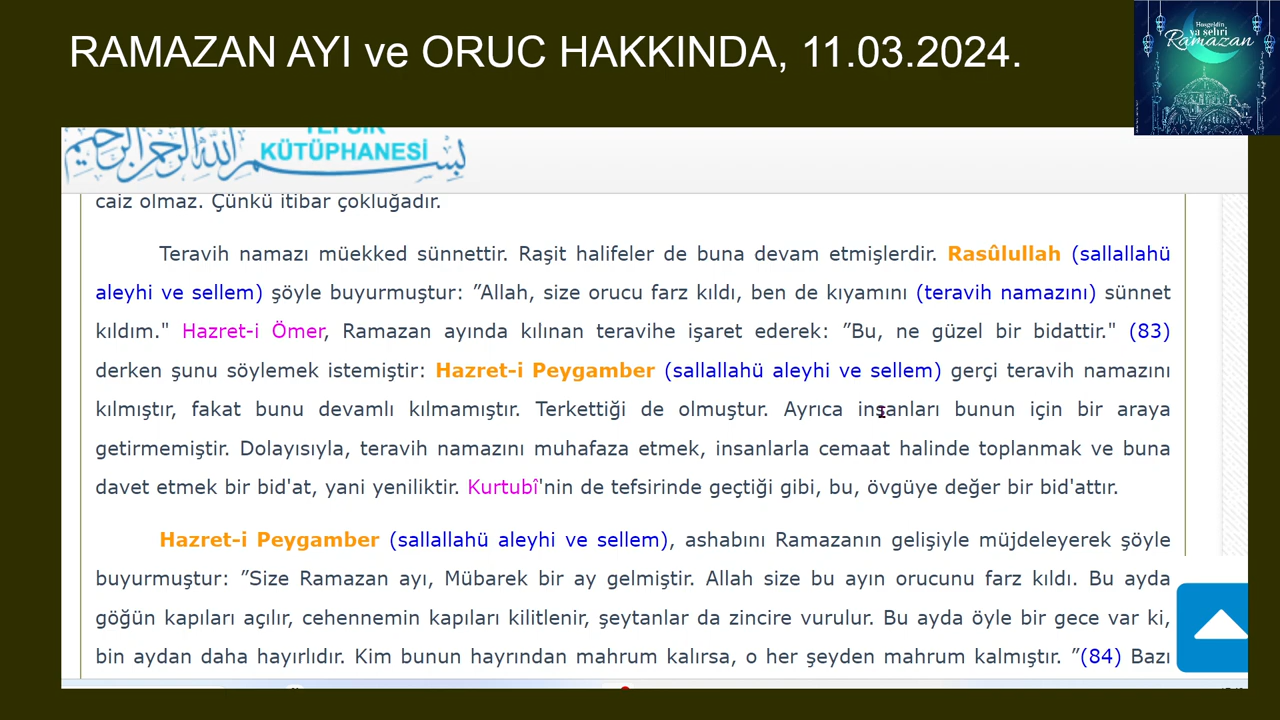 RAMAZAN AYI ve ORUC HAKKINDA, 11.03.2024.
Hoşgeldin
ya şehri
Ramazan
TEFSİR
KÜTÜPHANESİ
بسم الله الرحمن الرحيم
caiz olmaz. Çünkü itibar çokluğadır.
Teravih namazı müekked sünnettir. Raşit halifeler de buna devam etmişlerdir. Rasûlullah (sallallahü
aleyhi ve sellem) şöyle buyurmuştur: ”Allah, size orucu farz kıldı, ben de kıyamını (teravih namazını) sünnet
kıldım." Hazret-i Ömer, Ramazan ayında kılınan teravihe işaret ederek: ”Bu, ne güzel bir bidattir." (83)
derken şunu söylemek istemiştir: Hazret-i Peygamber (sallallahü aleyhi ve sellem) gerçi teravih namazını
kılmıştır, fakat bunu devamlı kılmamıştır. Terkettiği de olmuştur. Ayrıca insanları bunun için bir araya
getirmemiştir. Dolayısıyla, teravih namazını muhafaza etmek, insanlarla cemaat halinde toplanmak ve buna
davet etmek bir bid'at, yani yeniliktir. Kurtubî'nin de tefsirinde geçtiği gibi, bu, övgüye değer bir bid'attır.
Hazret-i Peygamber (sallallahü aleyhi ve sellem), ashabını Ramazanın gelişiyle müjdeleyerek şöyle
buyurmuştur: ”Size Ramazan ayı, Mübarek bir ay gelmiştir. Allah size bu ayın orucunu farz kıldı. Bu ayda
göğün kapıları açılır, cehennemin kapıları kilitlenir, şeytanlar da zincire vurulur. Bu ayda öyle bir gece var ki,
bin aydan daha hayırlıdır. Kim bunun hayrından mahrum kalırsa, o her şeyden mahrum kalmıştır. ”(84) Bazı